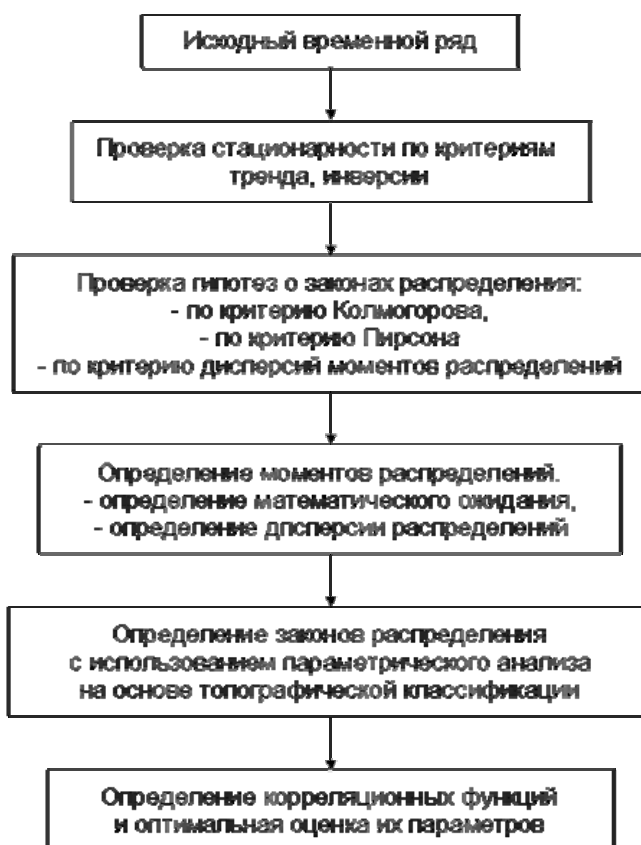 Исходный временной ряд
Проверка стационарности по критериям
тренда, инверсии
Проверка гипотез о законах распределения:
- по критерию Колмогорова,
- по критерию Пирсона
- по критерию дисперсий моментов распределений
Определение моментов распределений.
- определение математического ожидания,
- определение дпсперсии распределений
Определение законов распределения
с использованием параметрического анализа
на основе топографической классификации
Определение корреляционных функций
и оптимальная оценка их параметров